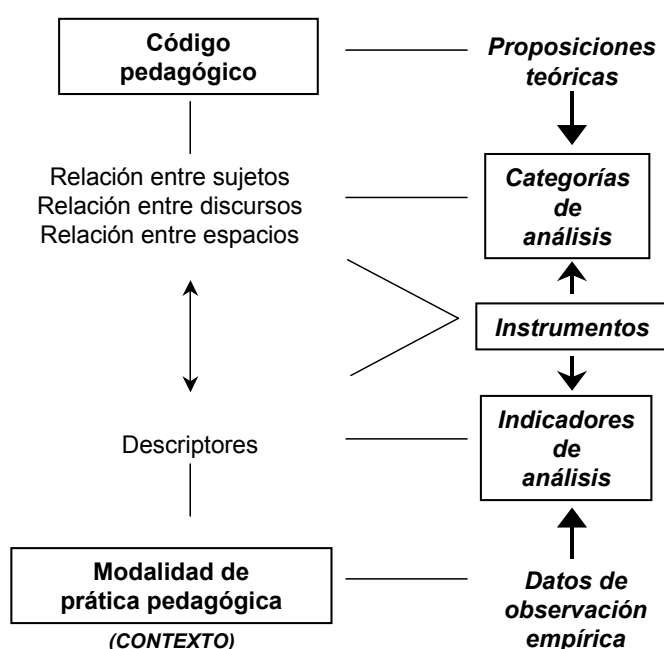 Código
pedagógico
Proposiciones
teóricas
Relación entre sujetos
Relación entre discursos
Relación entre espacios
Categorías
de
análisis
Instrumentos
Descriptores
Indicadores
de
análisis
Modalidad de
prática pedagógica
(CONTEXTO)
Datos de
observación
empírica